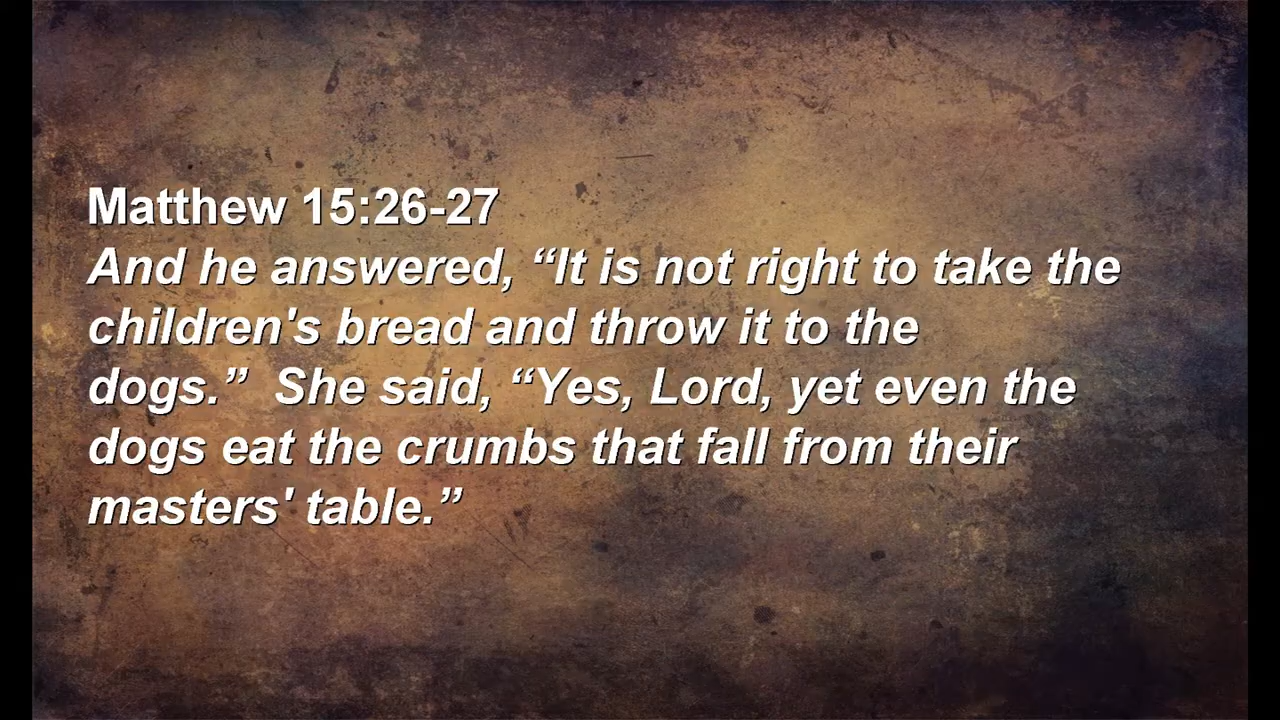 Matthew 15:26-27
And he answered, “It is not right to take the
children's bread and throw it to the
dogs.”  She said, “Yes, Lord, yet even the
dogs eat the crumbs that fall from their
masters' table.”